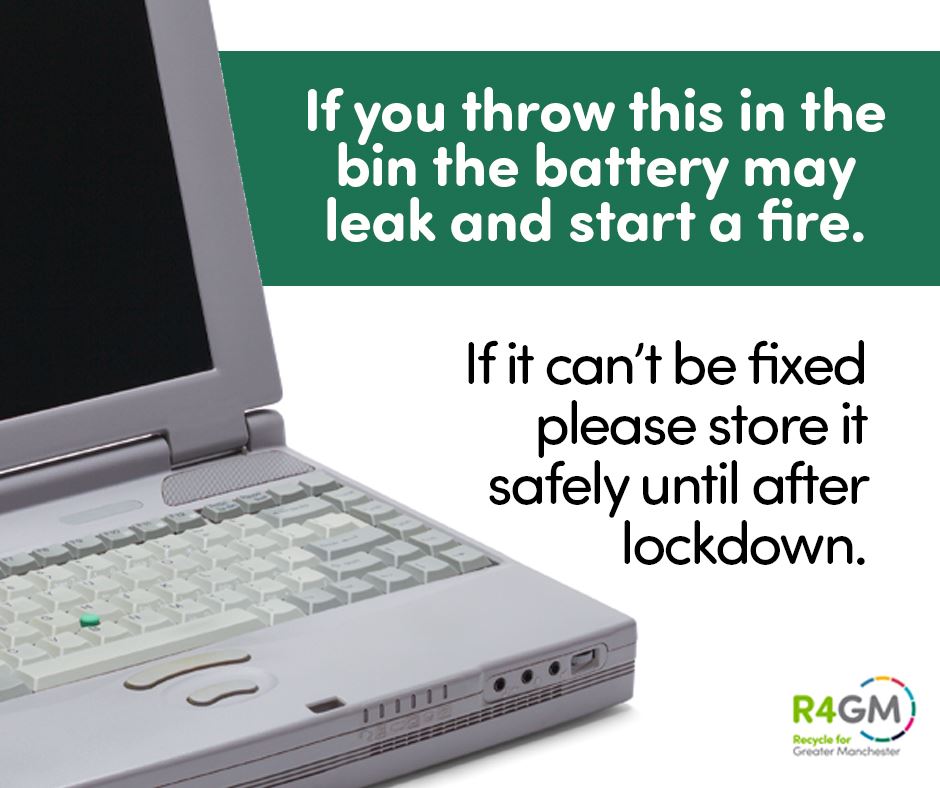 If you throw this in the
bin the battery may
leak and start a fire.
If it can't be fixed
please store it
safely until after
lockdown.
R4GM
Recycle for
Greater Manchester